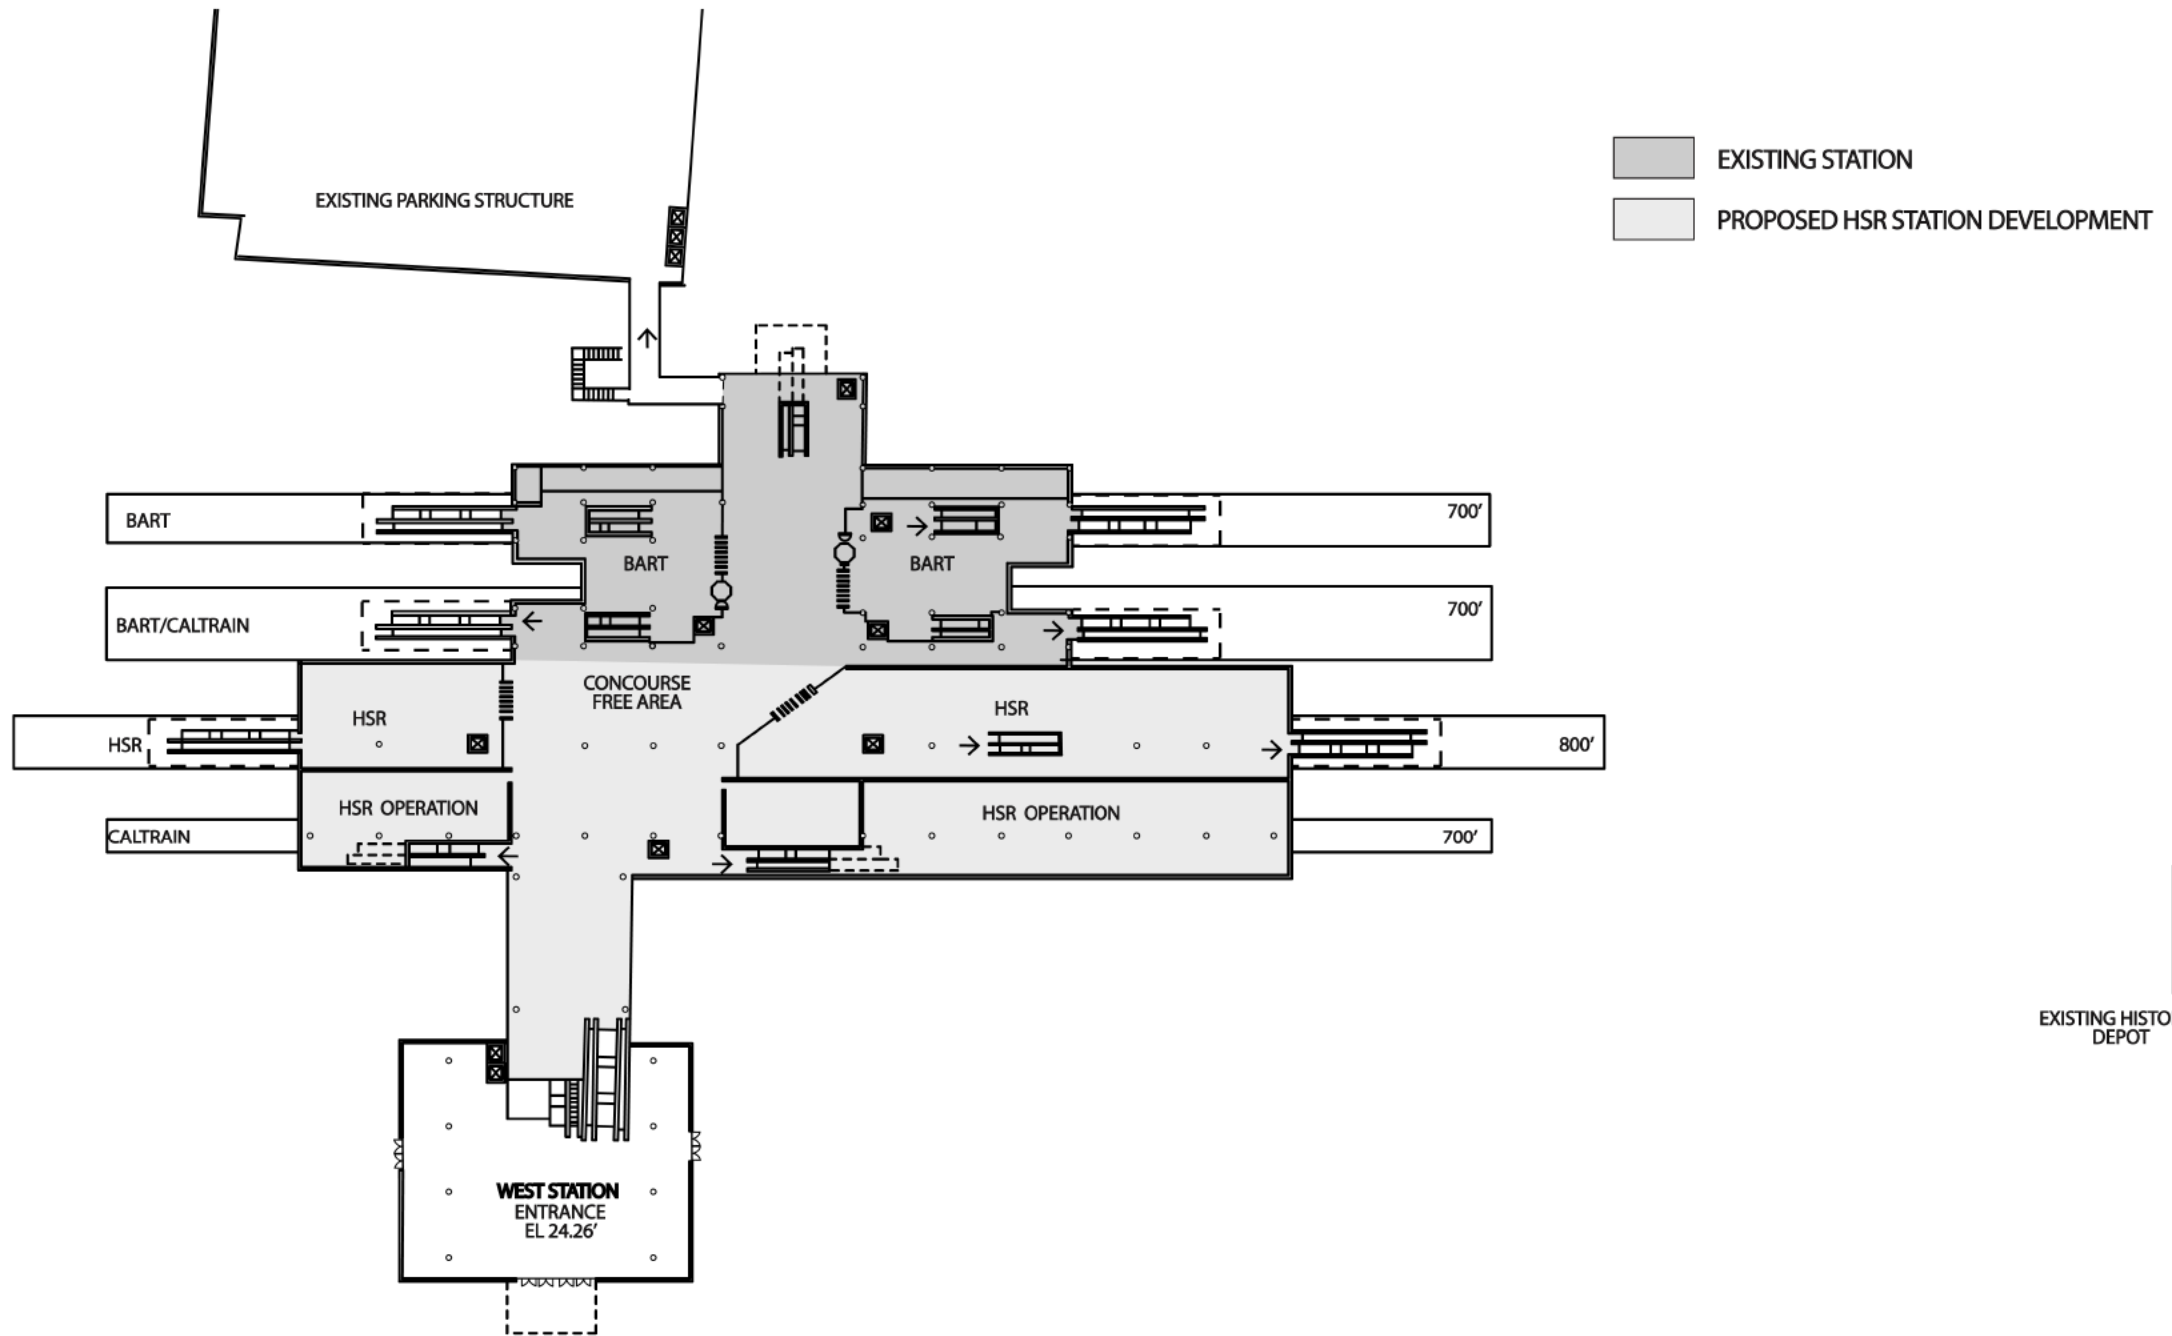 EXISTING STATION
PROPOSED HSR STATION DEVELOPMENT
EXISTING PARKING STRUCTURE
BART
700’
BART
BART
BART/CALTRAIN
700’
CONCOURSE
FREE AREA
HSR
HSR
HSR
800’
HSR OPERATION
HSR OPERATION
CALTRAIN
700’
EXISTING HISTO
DEPOT
WEST STATION
ENTRANCE
EL 24.26’